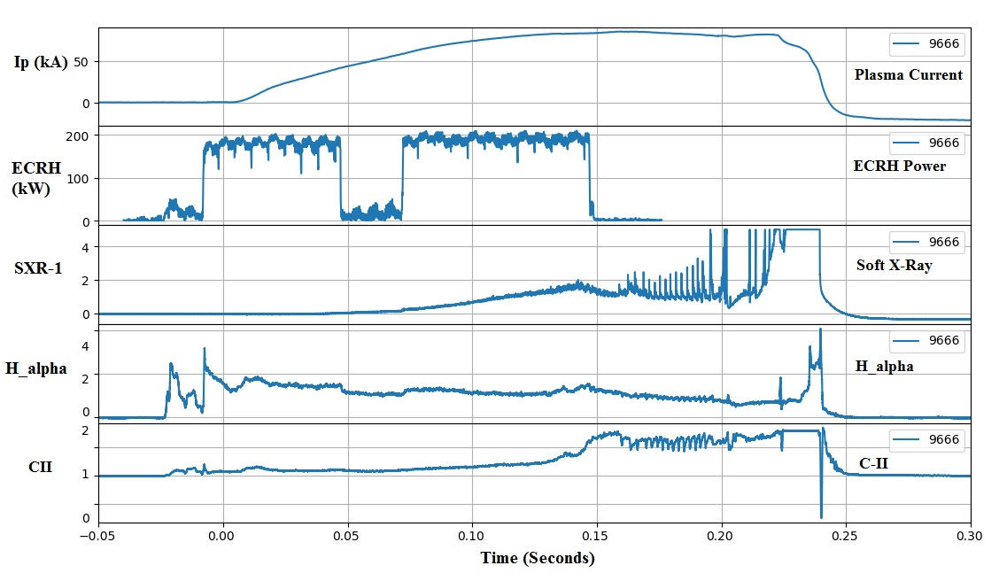 9666
Ip (kA)
50
0
Plasma Current
9666
200
ECRH
(kW)
100
0
ECRH Power
9666
4
SXR-1
2
0
Soft X-Ray
9666
4
H_alpha
2
0
H_alpha
9666
2
CII
1
0
C-II
−0.05 0.00 0.05 0.10 0.15 0.20 0.25 0.30
Time (Seconds)